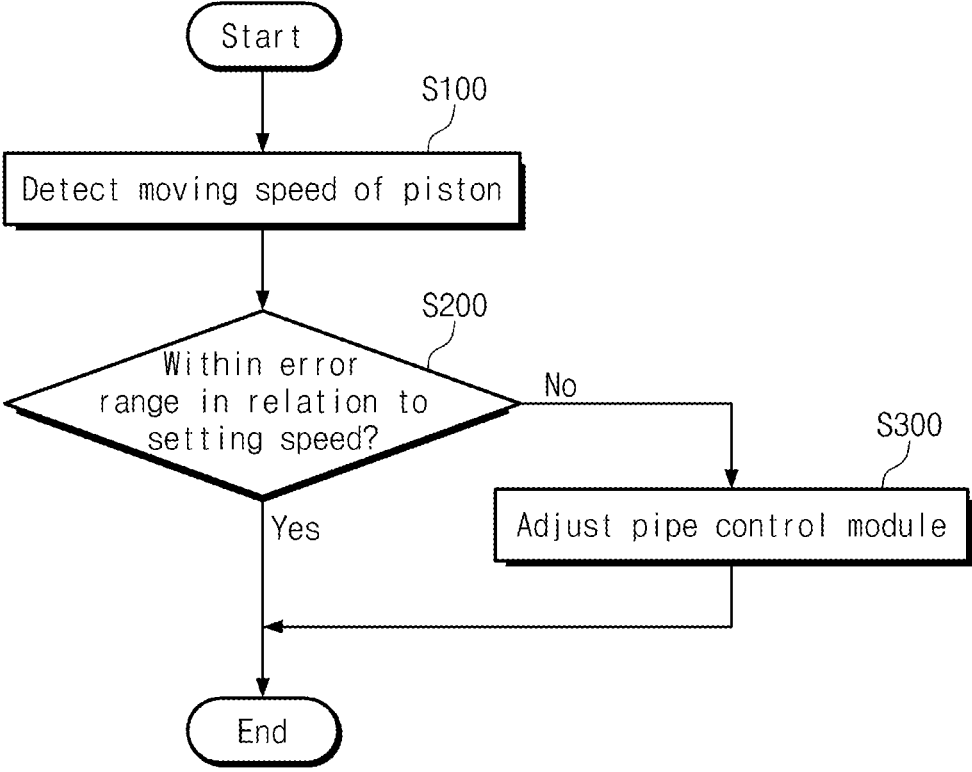 Start
S100
Detect moving speed of piston
S200
Within error
range in relation to
setting speed?
No
S300
Adjust pipe control module
Yes
End